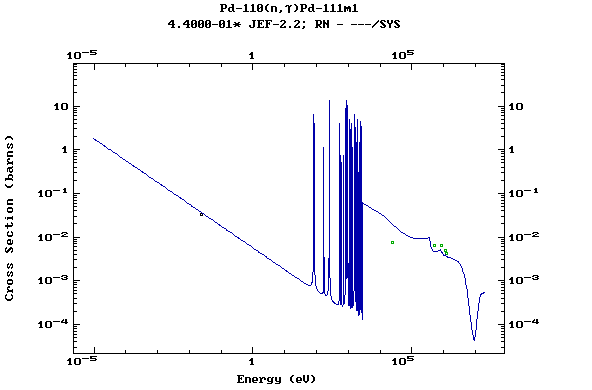 Pd-110(n,γ)Pd-111m1
4.4000-01* JEF-2.2; RN - ---/SYS
10⁻⁵ 1 10⁵
10 10
1 1
10⁻¹ 10⁻¹
10⁻² 10⁻²
10⁻³ 10⁻³
10⁻⁴ 10⁻⁴
10⁻⁵ 1 10⁵
Cross Section (barns)
Energy (eV)